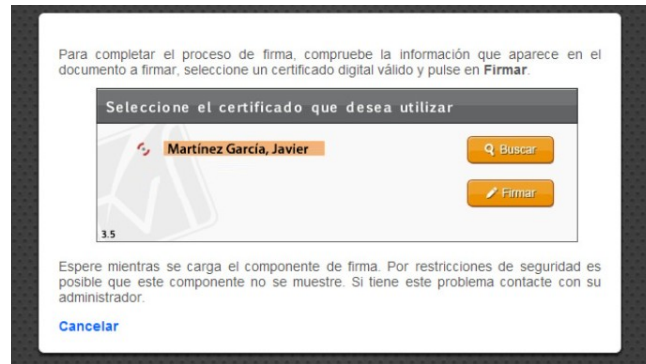 Para completar el proceso de firma, compruebe la información que aparece en el
documento a firmar, seleccione un certificado digital válido y pulse en Firmar.
Seleccione el certificado que desea utilizar
Martínez García, Javier
Buscar
Firmar
3.5
Espere mientras se carga el componente de firma. Por restricciones de seguridad es
posible que este componente no se muestre. Si tiene este problema contacte con su
administrador.
Cancelar